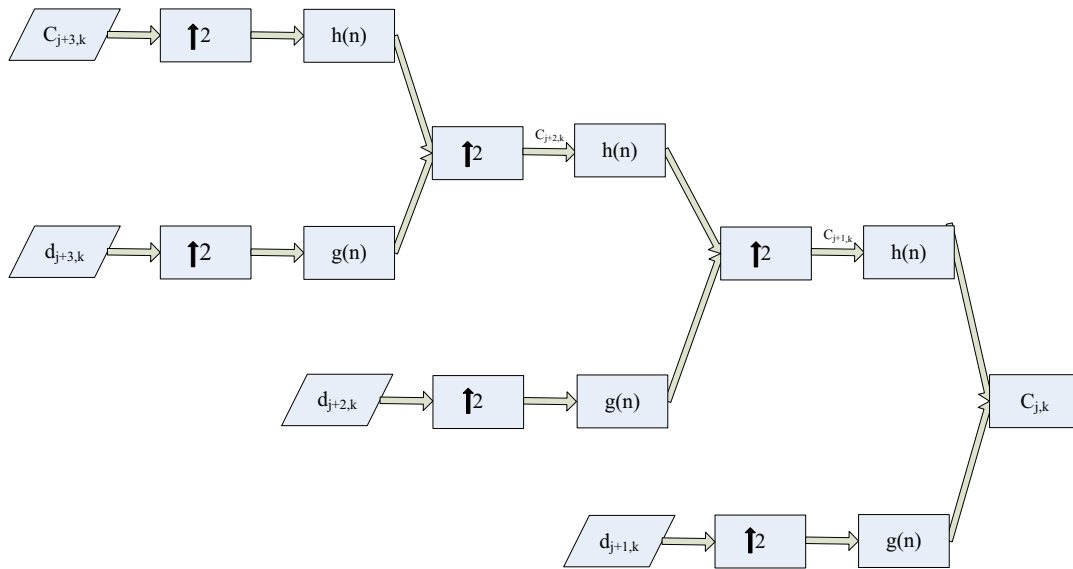 C_{j+3,k} ↑2 h(n)
↑2 C_{j+2,k} h(n)
d_{j+3,k} ↑2 g(n)
↑2 C_{j+1,k} h(n)
d_{j+2,k} ↑2 g(n)
C_{j,k}
d_{j+1,k} ↑2 g(n)